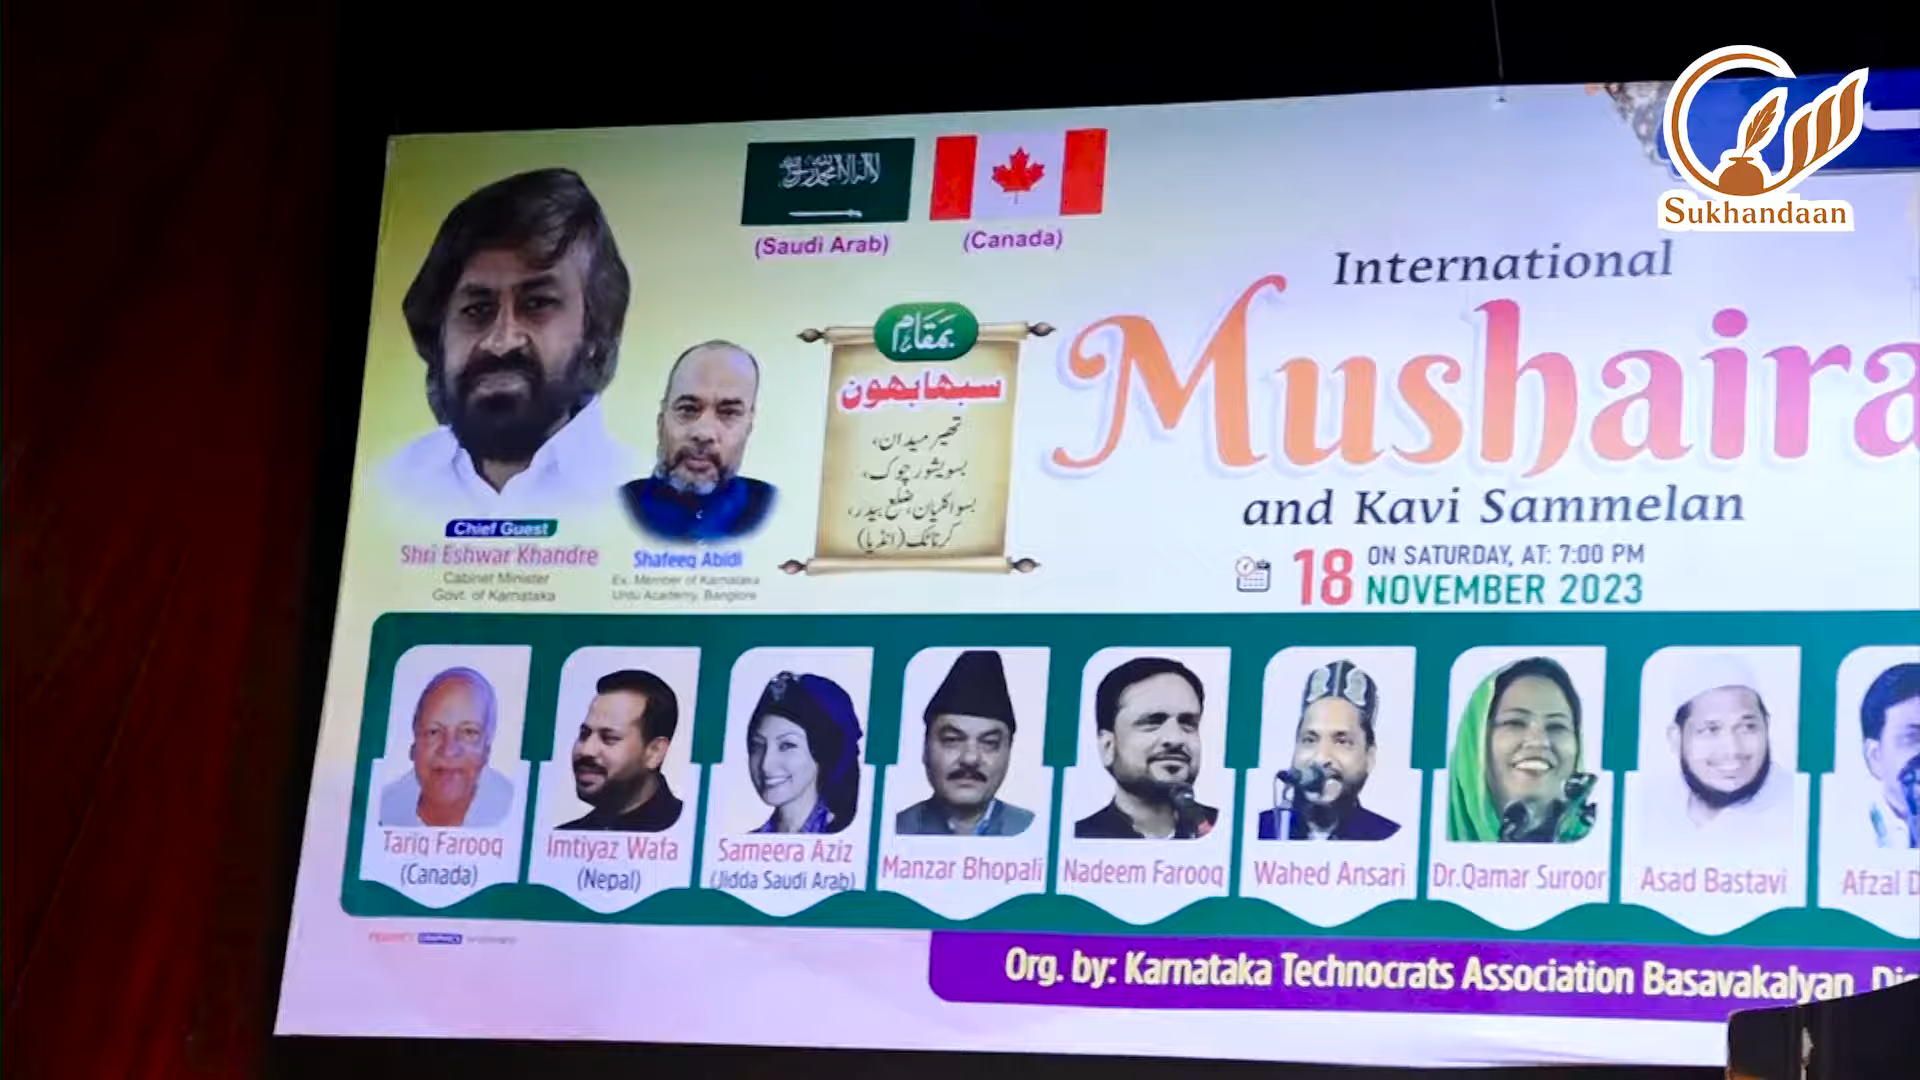 Sukhandaan
(Saudi Arab)
(Canada)
International
Mushaira
and Kavi Sammelan
18 ON SATURDAY, AT: 7:00 PM
NOVEMBER 2023
بمقام
سبھا بھون
تھیر میدان،
بسویشور چوک،
بسواکلیان، ضلع بیدر،
کرناٹک (انڈیا)
Chief Guest
Shri Eshwar Khandre
Cabinet Minister
Govt. of Karnataka
Shafeeq Abidi
Ex. Member of Karnataka
Urdu Academy, Banglore
Tariq Farooq
(Canada)
Imtiyaz Wafa
(Nepal)
Sameera Aziz
(Jidda Saudi Arab)
Manzar Bhopali
Nadeem Farooq
Wahed Ansari
Dr.Qamar Suroor
Asad Bastavi
Afzal D
Org. by: Karnataka Technocrats Association Basavakalyan